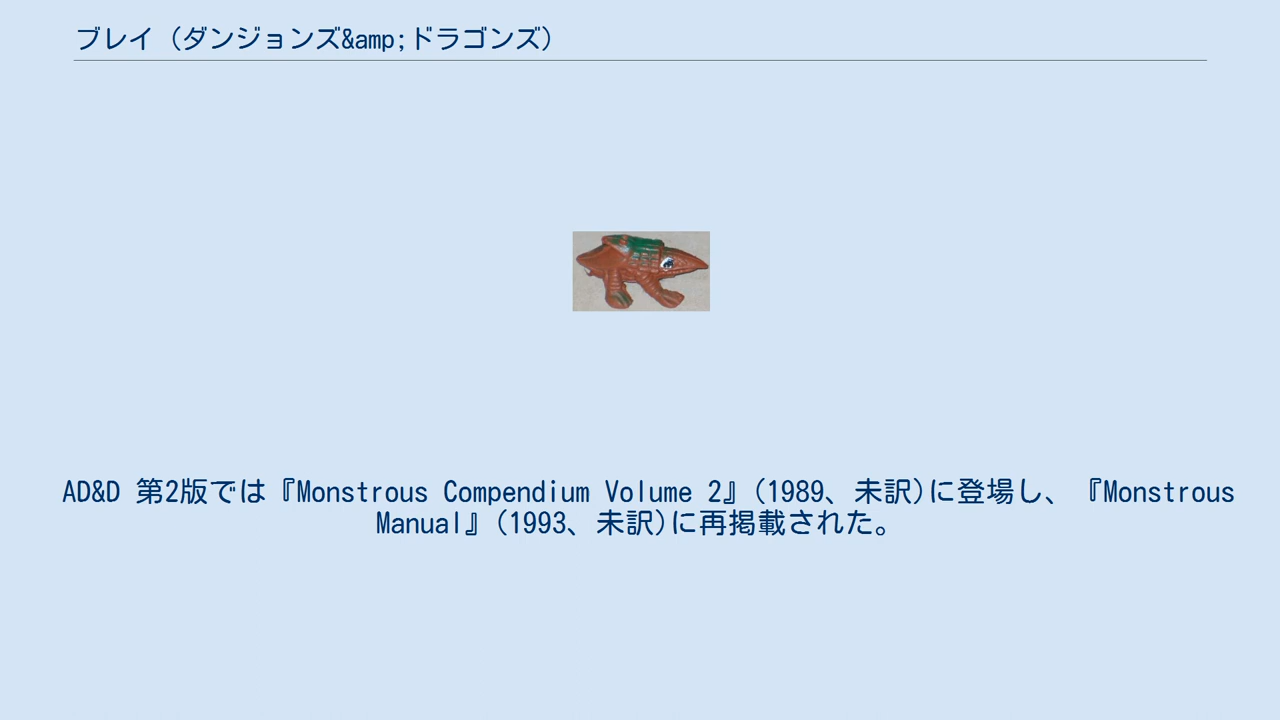 ブレイ（ダンジョンズ&amp;ドラゴンズ）
AD&D 第2版では『Monstrous Compendium Volume 2』(1989、未訳)に登場し、『Monstrous
Manual』(1993、未訳)に再掲載された。